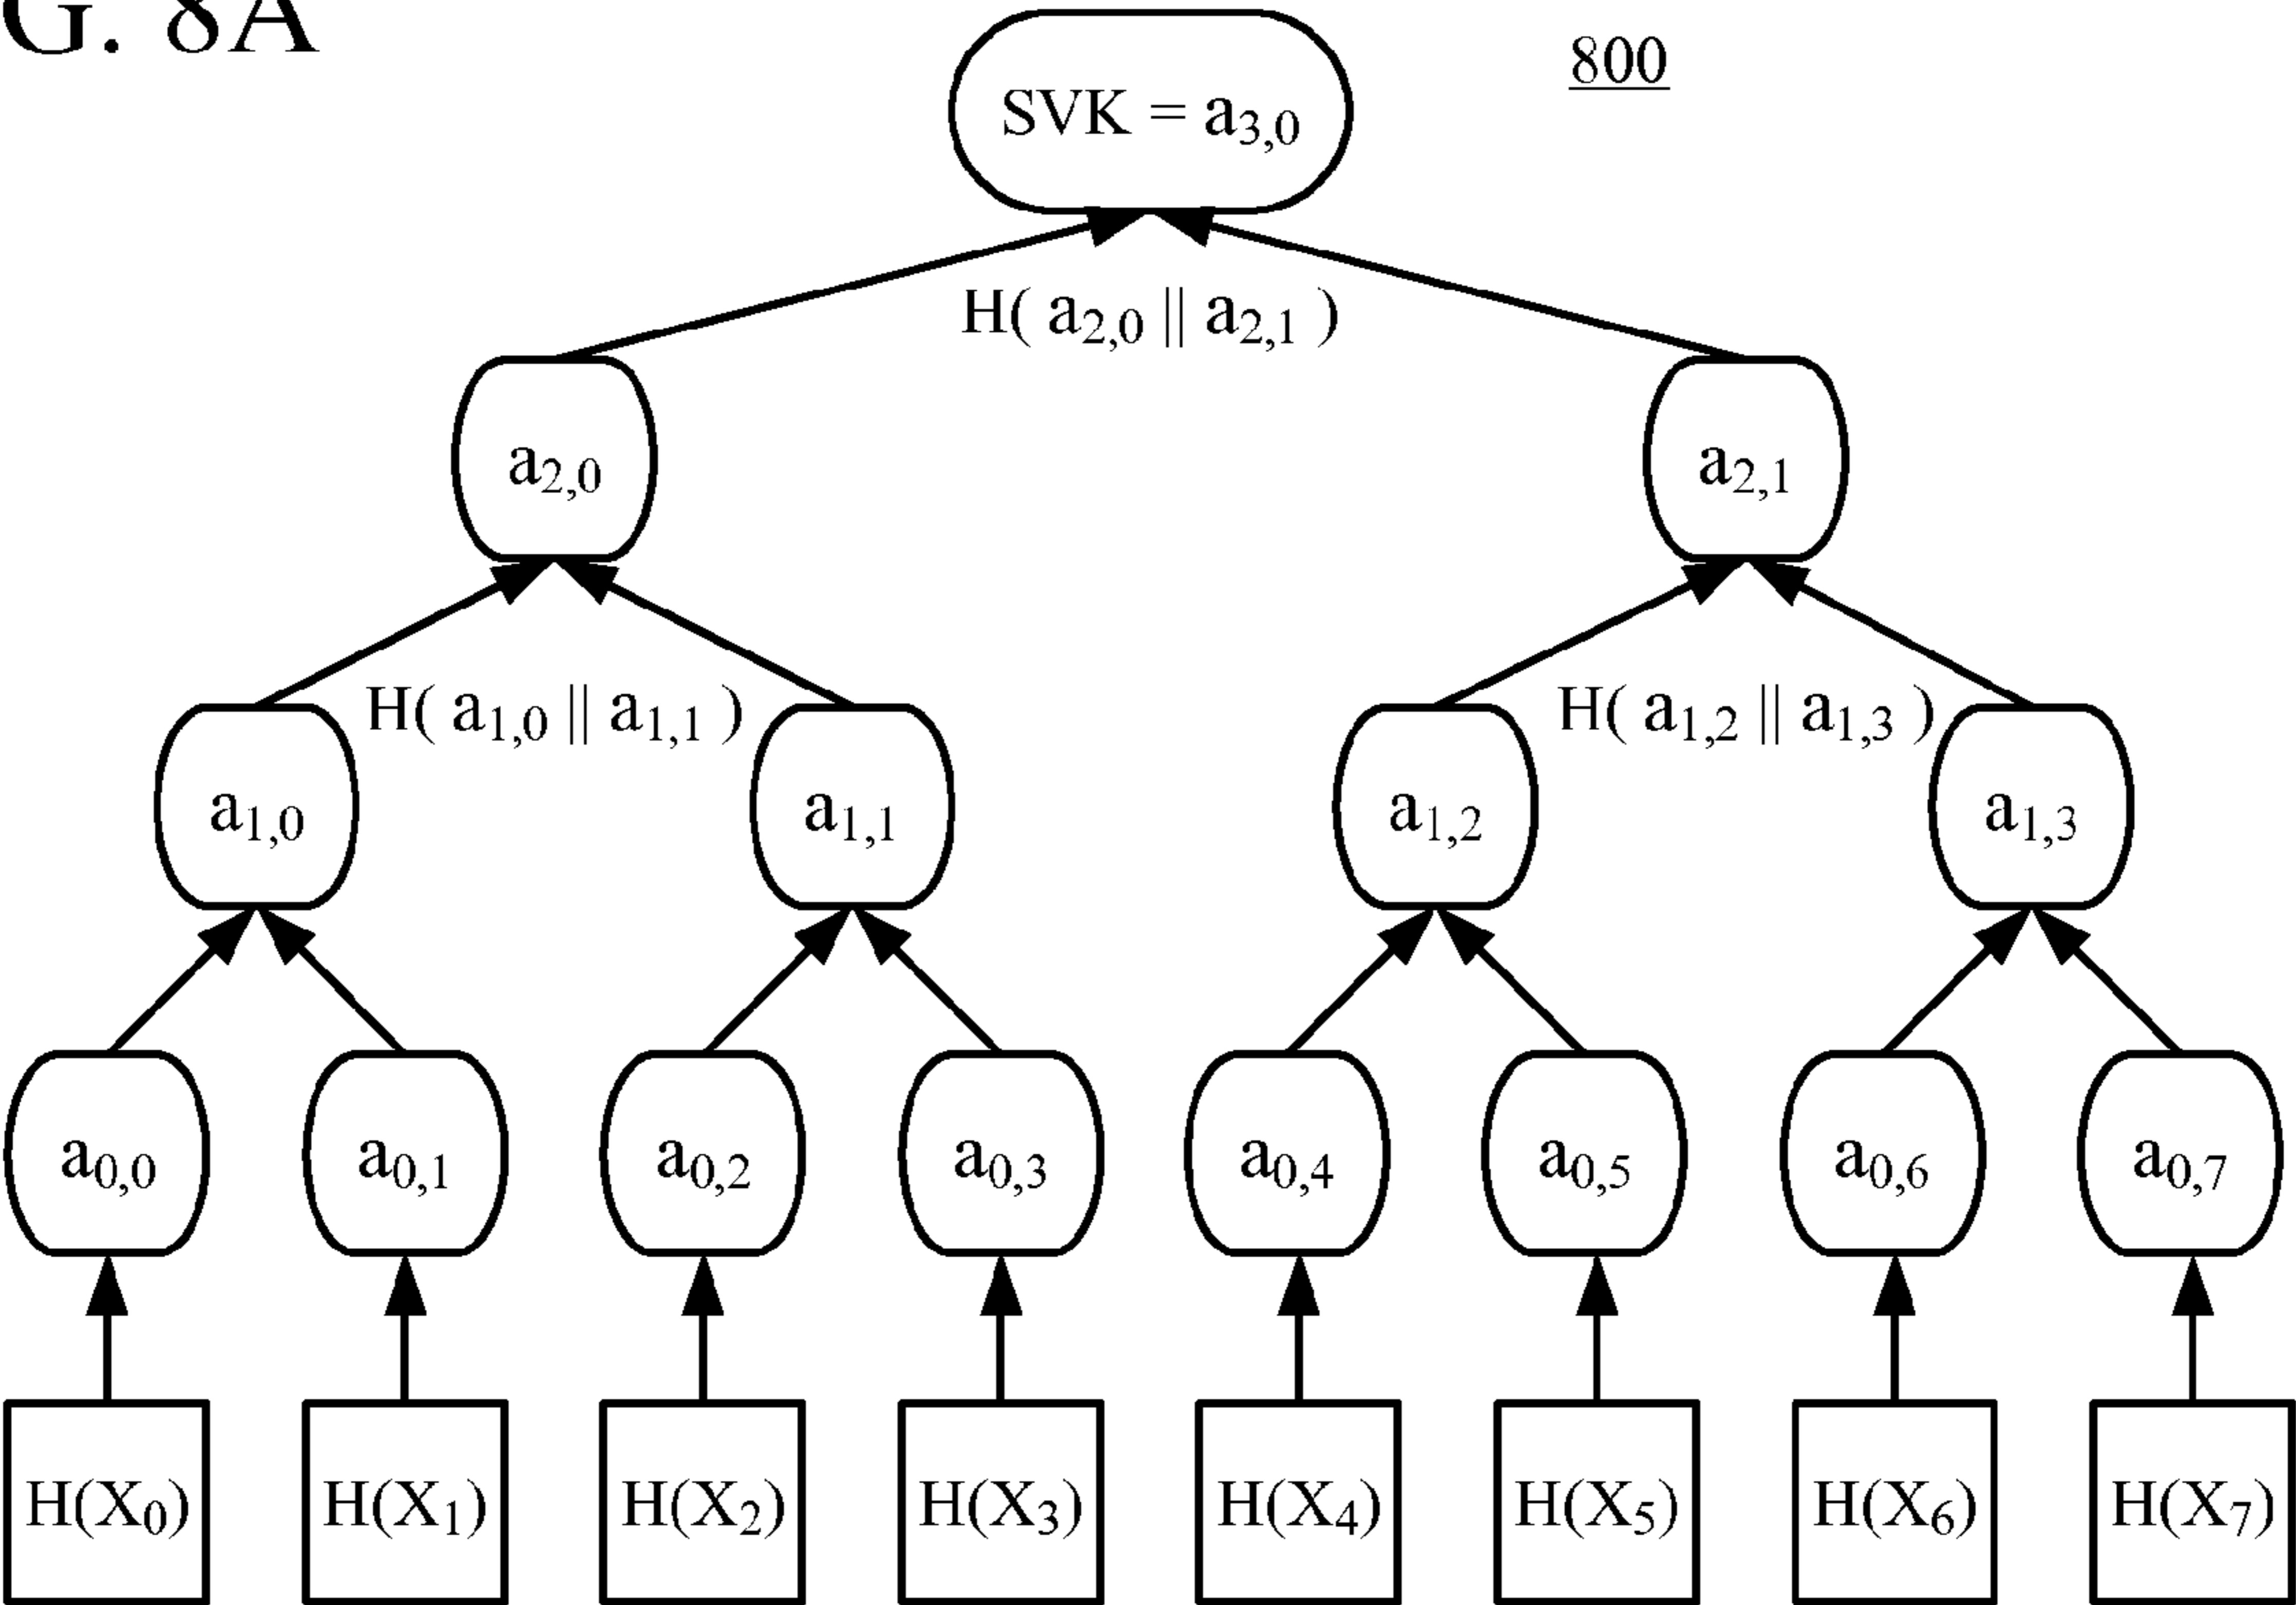 G. 8A
800
SVK = a3,0
H( a2,0 || a2,1 )
a2,0
a2,1
H( a1,0 || a1,1 )
H( a1,2 || a1,3 )
a1,0
a1,1
a1,2
a1,3
a0,0
a0,1
a0,2
a0,3
a0,4
a0,5
a0,6
a0,7
H(X0)
H(X1)
H(X2)
H(X3)
H(X4)
H(X5)
H(X6)
H(X7)